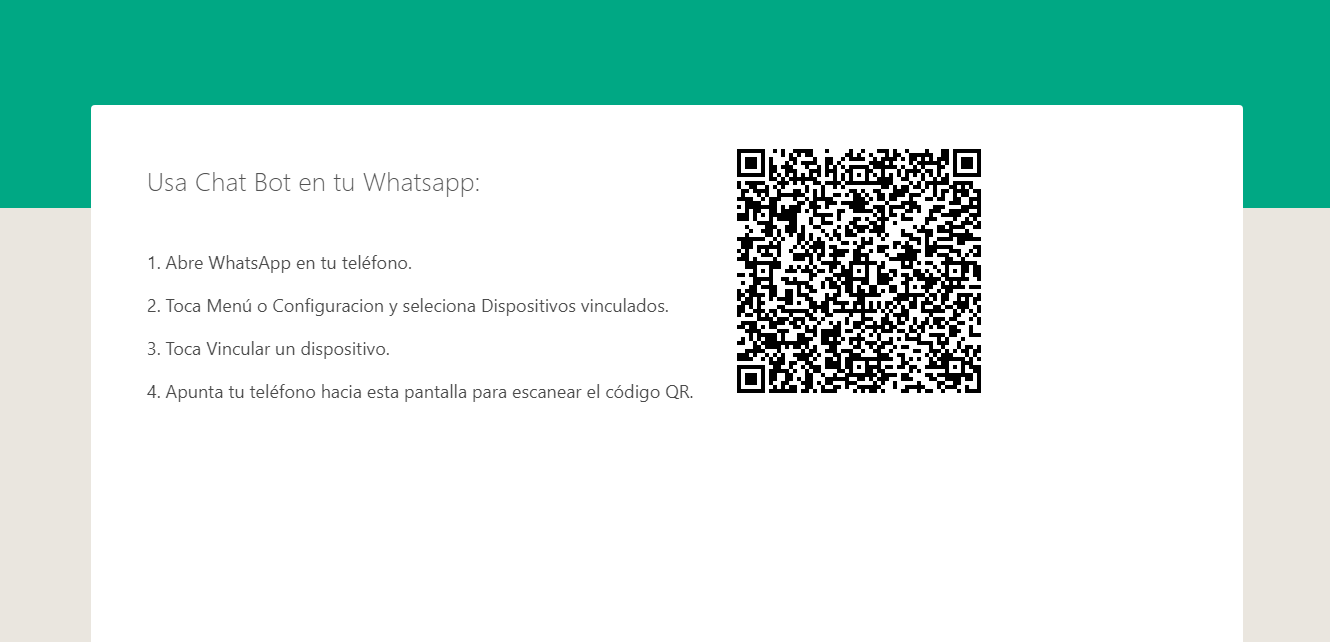 Usa Chat Bot en tu Whatsapp:
1. Abre WhatsApp en tu teléfono.
2. Toca Menú o Configuracion y seleciona Dispositivos vinculados.
3. Toca Vincular un dispositivo.
4. Apunta tu teléfono hacia esta pantalla para escanear el código QR.